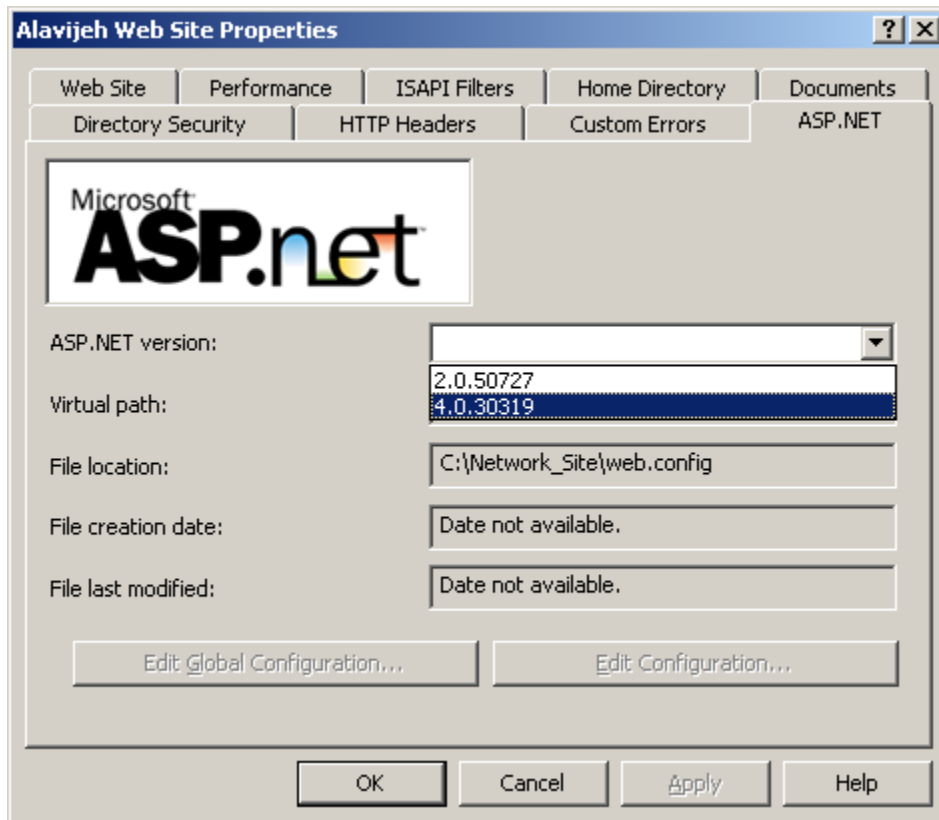 Alavijeh Web Site Properties
Web Site Performance ISAPI Filters Home Directory Documents
Directory Security HTTP Headers Custom Errors ASP.NET
Microsoft
ASP.net
ASP.NET version:
2.0.50727
4.0.30319
Virtual path:
File location: C:\Network_Site\web.config
File creation date: Date not available.
File last modified: Date not available.
Edit Global Configuration... Edit Configuration...
OK Cancel Apply Help